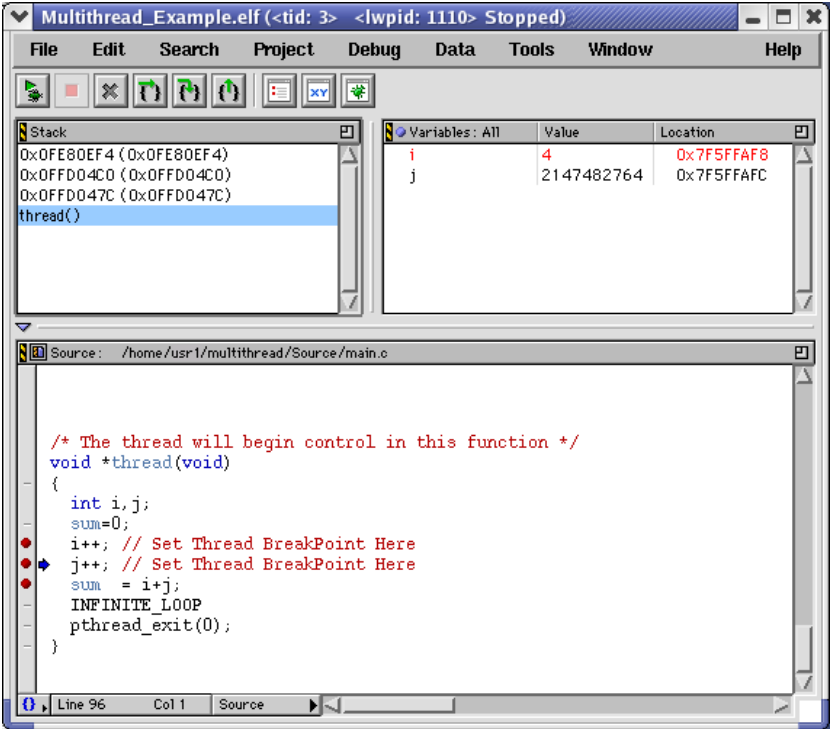 Multithread_Example.elf (<tid: 3> <lwpid: 1110> Stopped)
File Edit Search Project Debug Data Tools Window Help
XY
Stack
0x0FE80EF4 (0x0FE80EF4)
0x0FFD04C0 (0x0FFD04C0)
0x0FFD047C (0x0FFD047C)
thread()
Variables: All Value Location
i 4 0x7F5FFAF8
j 2147482764 0x7F5FFAFC
Source: /home/usr1/multithread/Source/main.c
/* The thread will begin control in this function */
void *thread(void)
{
int i,j;
sum=0;
i++; // Set Thread BreakPoint Here
j++; // Set Thread BreakPoint Here
sum = i+j;
INFINITE_LOOP
pthread_exit(0);
}
Line 96 Col 1 Source